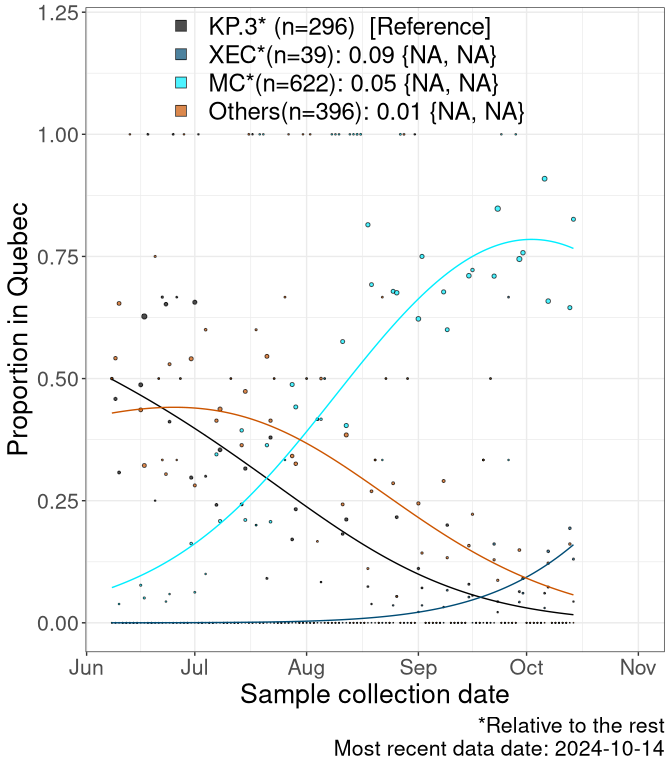 KP.3* (n=296)  [Reference]
XEC*(n=39): 0.09 {NA, NA}
MC*(n=622): 0.05 {NA, NA}
Others(n=396): 0.01 {NA, NA}
1.25
1.00
0.75
0.50
0.25
0.00
Proportion in Quebec
Jun Jul Aug Sep Oct Nov
Sample collection date
*Relative to the rest
Most recent data date: 2024-10-14